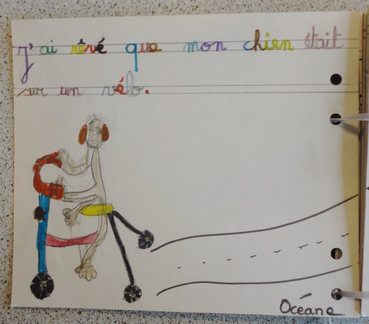 J'ai rêvé que mon chien était
sur un vélo.
Océane